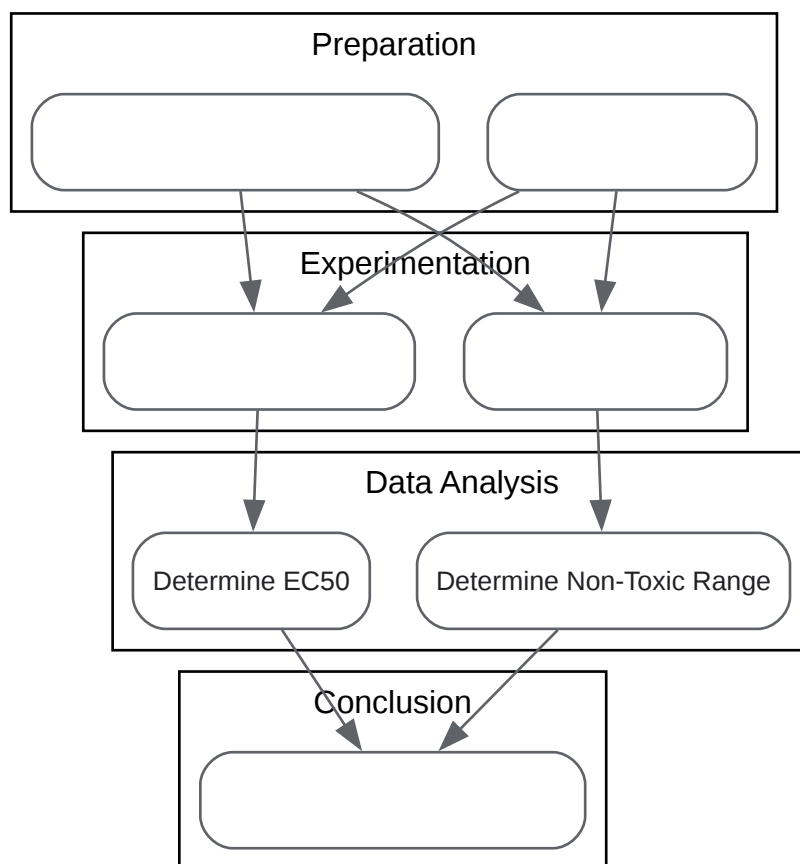 Preparation
Experimentation
Data Analysis
Determine EC50
Determine Non-Toxic Range
Conclusion